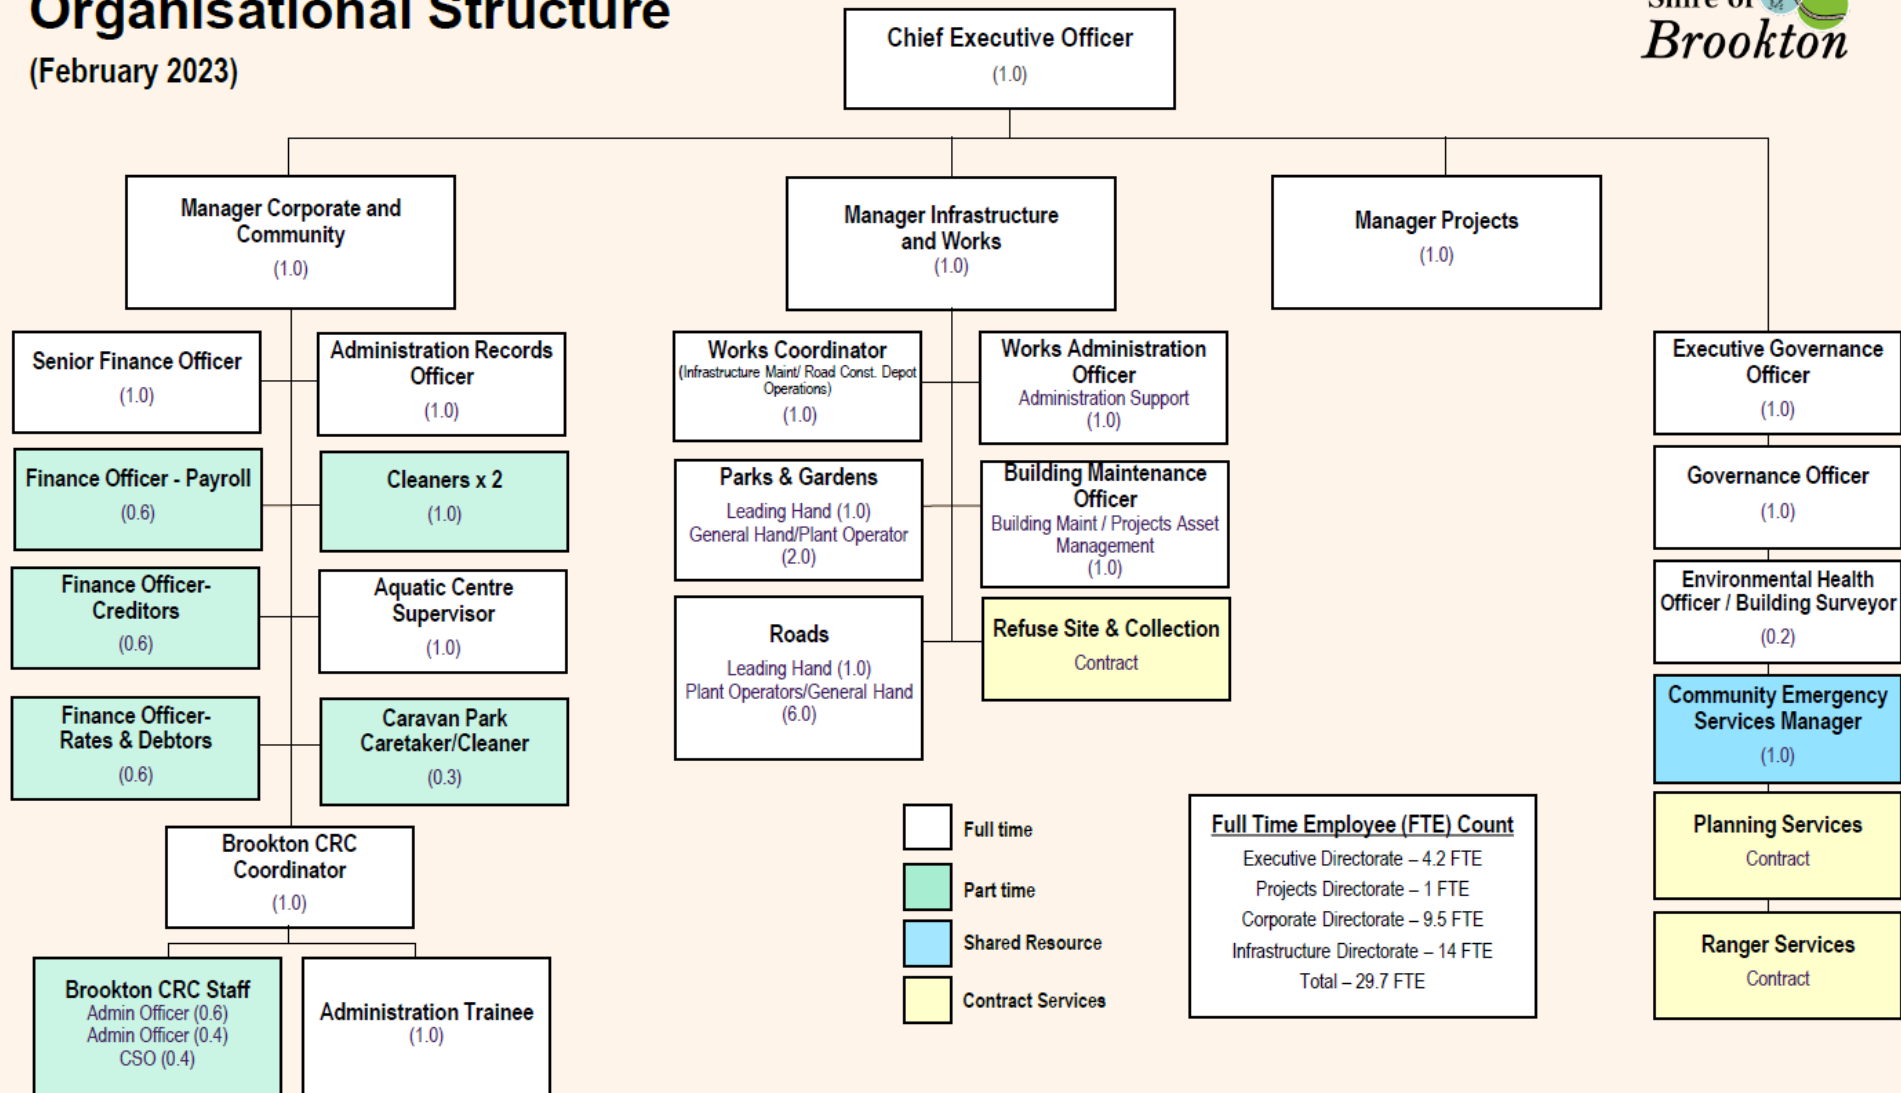 Organisational Structure
(February 2023)
Shire of
Brookton
Chief Executive Officer
(1.0)
Manager Corporate and
Community
(1.0)
Manager Infrastructure
and Works
(1.0)
Manager Projects
(1.0)
Senior Finance Officer
(1.0)
Administration Records
Officer
(1.0)
Finance Officer - Payroll
(0.6)
Cleaners x 2
(1.0)
Finance Officer-
Creditors
(0.6)
Aquatic Centre
Supervisor
(1.0)
Finance Officer-
Rates & Debtors
(0.6)
Caravan Park
Caretaker/Cleaner
(0.3)
Brookton CRC
Coordinator
(1.0)
Brookton CRC Staff
Admin Officer (0.6)
Admin Officer (0.4)
CSO (0.4)
Administration Trainee
(1.0)
Works Coordinator
(Infrastructure Maint/ Road Const. Depot
Operations)
(1.0)
Works Administration
Officer
Administration Support
(1.0)
Parks & Gardens
Leading Hand (1.0)
General Hand/Plant Operator
(2.0)
Building Maintenance
Officer
Building Maint / Projects Asset
Management
(1.0)
Roads
Leading Hand (1.0)
Plant Operators/General Hand
(6.0)
Refuse Site & Collection
Contract
Executive Governance
Officer
(1.0)
Governance Officer
(1.0)
Environmental Health
Officer / Building Surveyor
(0.2)
Community Emergency
Services Manager
(1.0)
Planning Services
Contract
Ranger Services
Contract
Full time
Part time
Shared Resource
Contract Services
Full Time Employee (FTE) Count
Executive Directorate – 4.2 FTE
Projects Directorate – 1 FTE
Corporate Directorate – 9.5 FTE
Infrastructure Directorate – 14 FTE
Total – 29.7 FTE